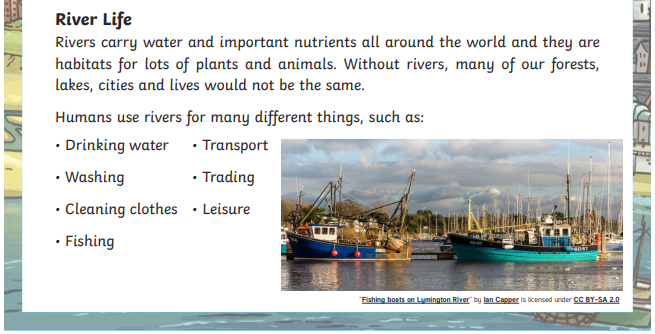 River Life
Rivers carry water and important nutrients all around the world and they are
habitats for lots of plants and animals. Without rivers, many of our forests,
lakes, cities and lives would not be the same.
Humans use rivers for many different things, such as:
• Drinking water
• Washing
• Cleaning clothes
• Fishing
• Transport
• Trading
• Leisure
"Fishing boats on Lymington River" by Ian Capper is licensed under CC BY-SA 2.0